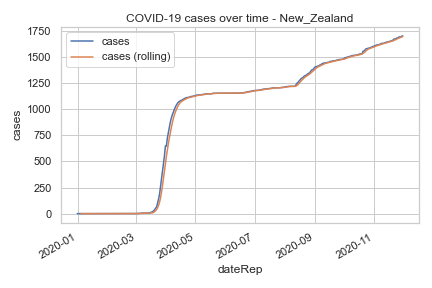 COVID-19 cases over time - New_Zealand
cases
cases (rolling)
1750
1500
1250
1000
750
500
250
0
cases
2020-01
2020-03
2020-05
2020-07
2020-09
2020-11
dateRep